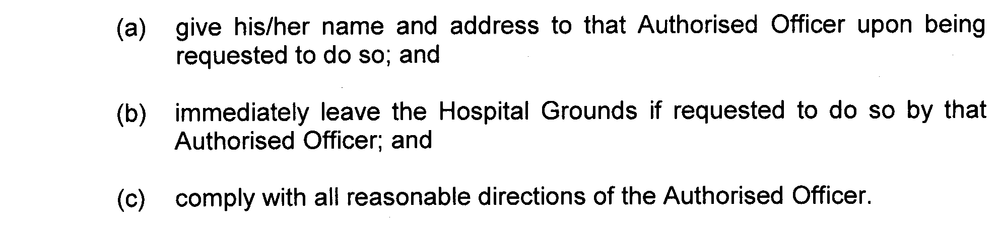 (a) give his/her name and address to that Authorised Officer upon being
requested to do so; and
(b) immediately leave the Hospital Grounds if requested to do so by that
Authorised Officer; and
(c) comply with all reasonable directions of the Authorised Officer.